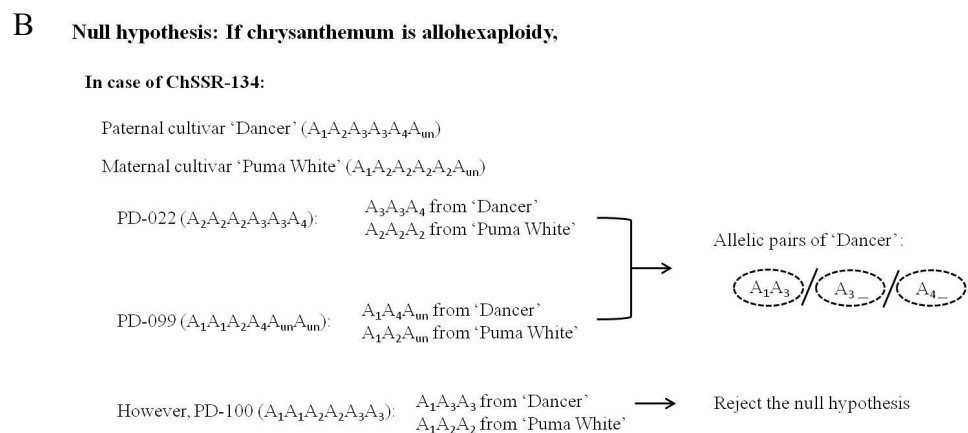 B
Null hypothesis: If chrysanthemum is allohexaploidy,
In case of ChSSR-134:
Paternal cultivar ‘Dancer’ (A₁A₂A₃A₃A₄Aᵤₙ)
Maternal cultivar ‘Puma White’ (A₁A₂A₂A₂A₂Aᵤₙ)
PD-022 (A₂A₂A₂A₃A₃A₄):
A₃A₃A₄ from ‘Dancer’
A₂A₂A₂ from ‘Puma White’
Allelic pairs of ‘Dancer’:
A₁A₃ / A₃_ / A₄_
PD-099 (A₁A₁A₂A₄AᵤₙAᵤₙ):
A₁A₄Aᵤₙ from ‘Dancer’
A₁A₂Aᵤₙ from ‘Puma White’
However, PD-100 (A₁A₁A₂A₂A₃A₃):
A₁A₃A₃ from ‘Dancer’
A₁A₂A₂ from ‘Puma White’
Reject the null hypothesis